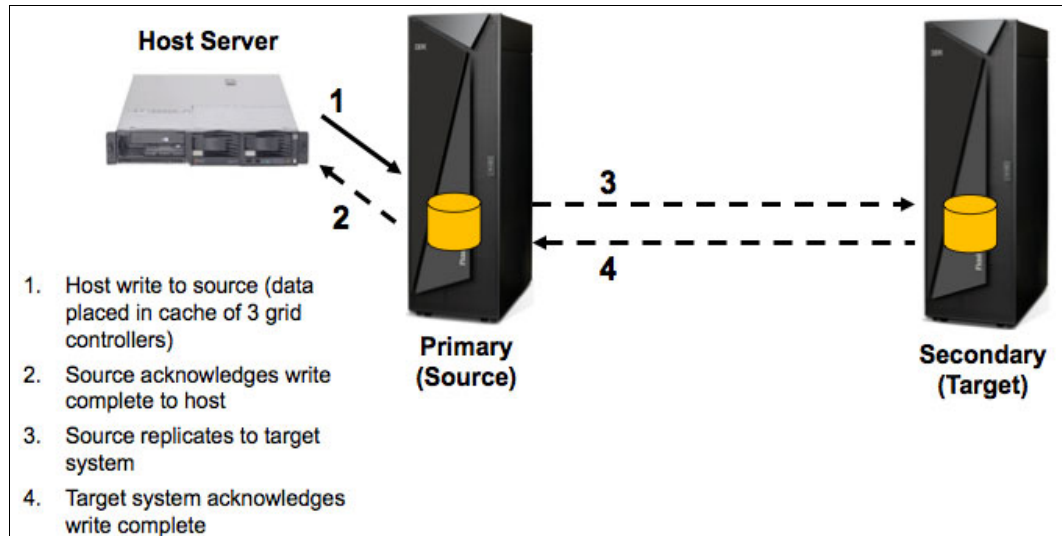 Host Server
1
2
3
4
IBM
IBM
1. Host write to source (data
placed in cache of 3 grid
controllers)
2. Source acknowledges write
complete to host
3. Source replicates to target
system
4. Target system acknowledges
write complete
Primary
(Source)
Secondary
(Target)